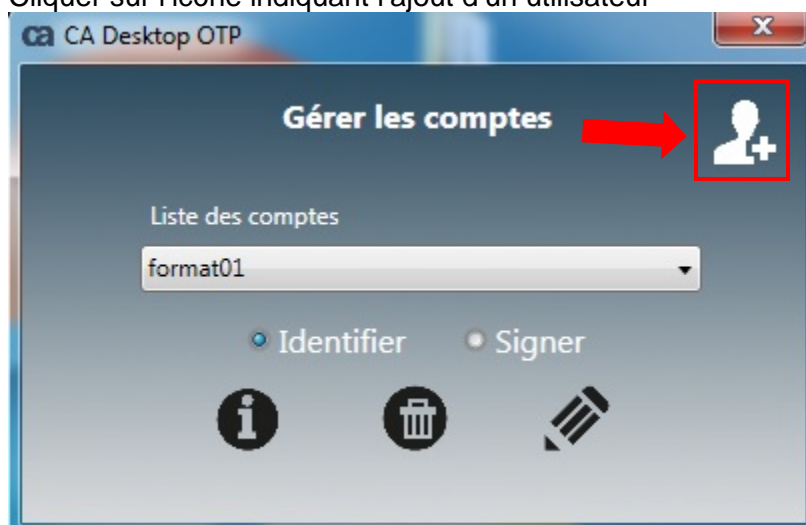 Cliquer sur l'icône indiquant l'ajout d'un utilisateur
ca CA Desktop OTP
x
Gérer les comptes
Liste des comptes
format01
Identifier Signer